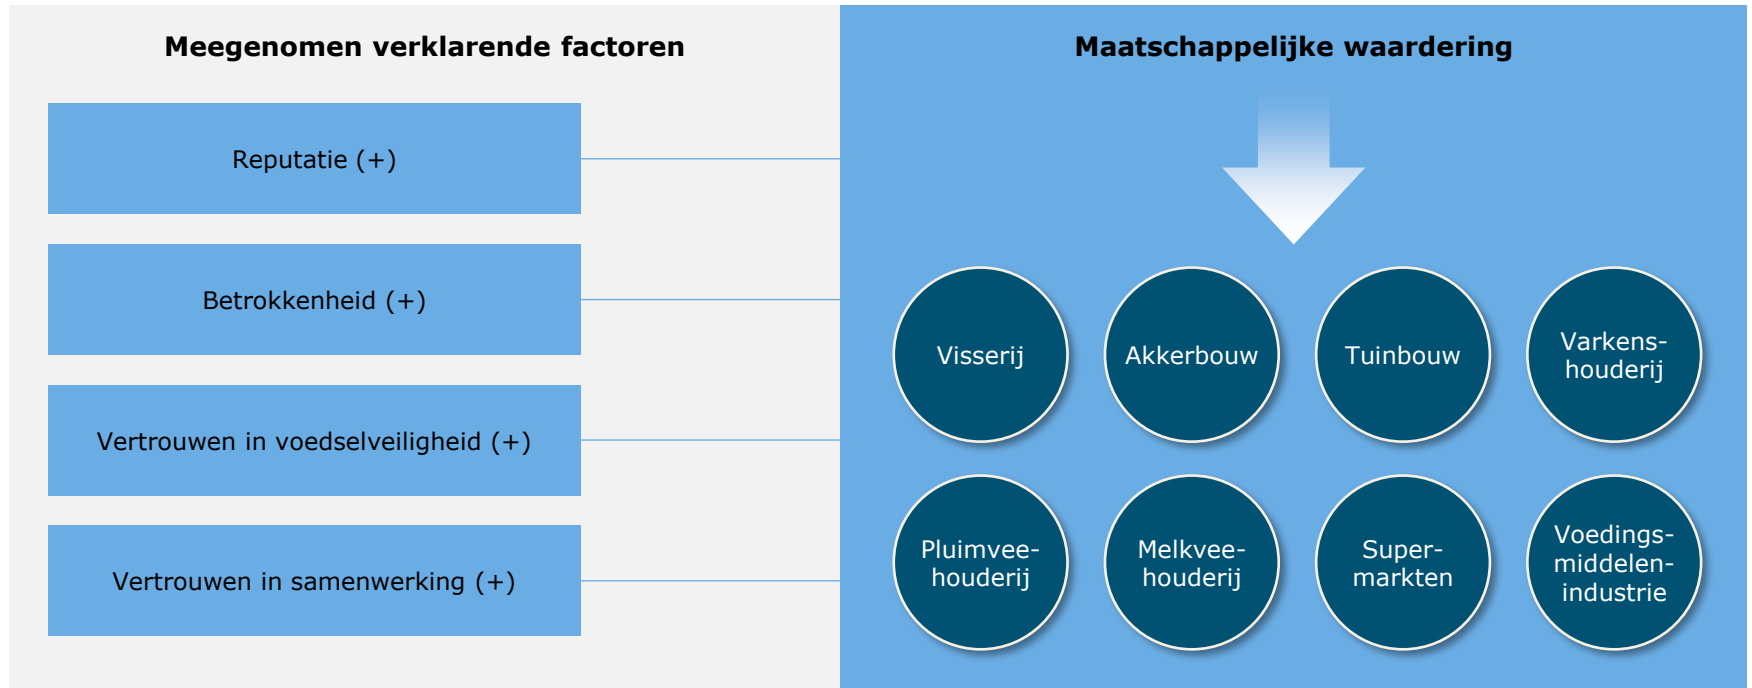 Meegenomen verklarende factoren
Reputatie (+)
Betrokkenheid (+)
Vertrouwen in voedselveiligheid (+)
Vertrouwen in samenwerking (+)
Maatschappelijke waardering
Visserij
Akkerbouw
Tuinbouw
Varkens-
houderij
Pluimvee-
houderij
Melkvee-
houderij
Super-
markten
Voedings-
middelen-
industrie